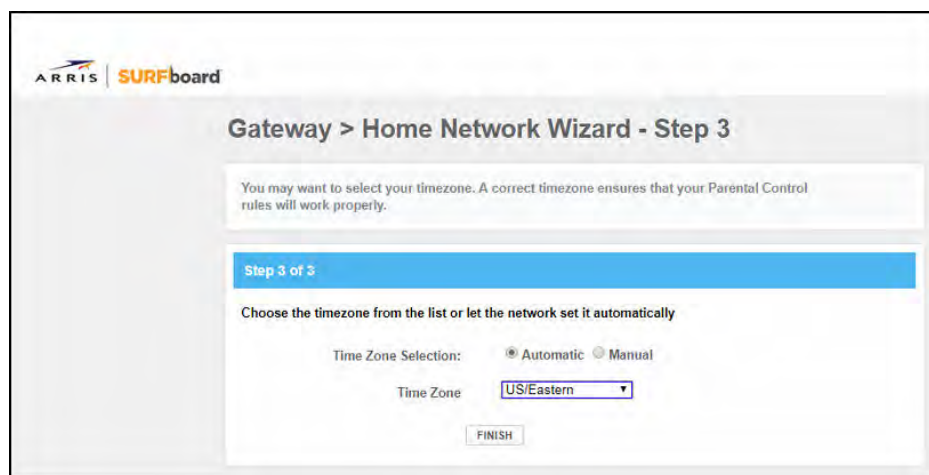 ARRIS SURFboard
Gateway > Home Network Wizard - Step 3
You may want to select your timezone. A correct timezone ensures that your Parental Control
rules will work properly.
Step 3 of 3
Choose the timezone from the list or let the network set it automatically
Time Zone Selection: Automatic Manual
Time Zone US/Eastern
FINISH